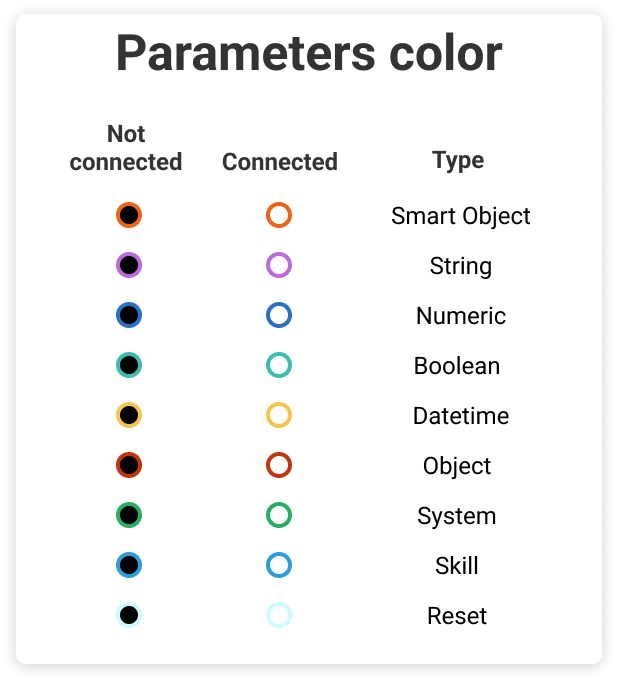 Parameters color
Not
connected
Connected
Type
Smart Object
String
Numeric
Boolean
Datetime
Object
System
Skill
Reset